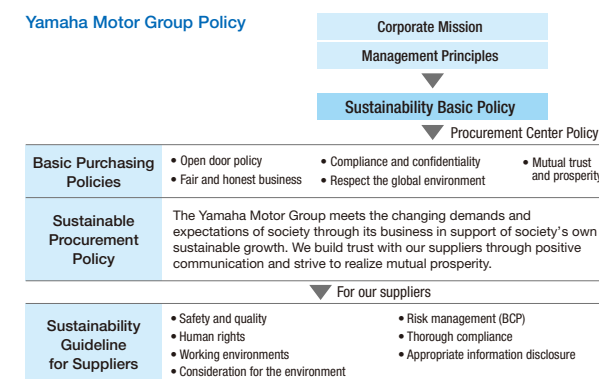 Yamaha Motor Group Policy
Corporate Mission
Management Principles
Sustainability Basic Policy
Procurement Center Policy
Basic Purchasing
Policies
• Open door policy
• Fair and honest business
• Compliance and confidentiality
• Respect the global environment
• Mutual trust
and prosperity
Sustainable
Procurement
Policy
The Yamaha Motor Group meets the changing demands and
expectations of society through its business in support of society's own
sustainable growth. We build trust with our suppliers through positive
communication and strive to realize mutual prosperity.
For our suppliers
Sustainability
Guideline
for Suppliers
• Safety and quality
• Human rights
• Working environments
• Consideration for the environment
• Risk management (BCP)
• Thorough compliance
• Appropriate information disclosure